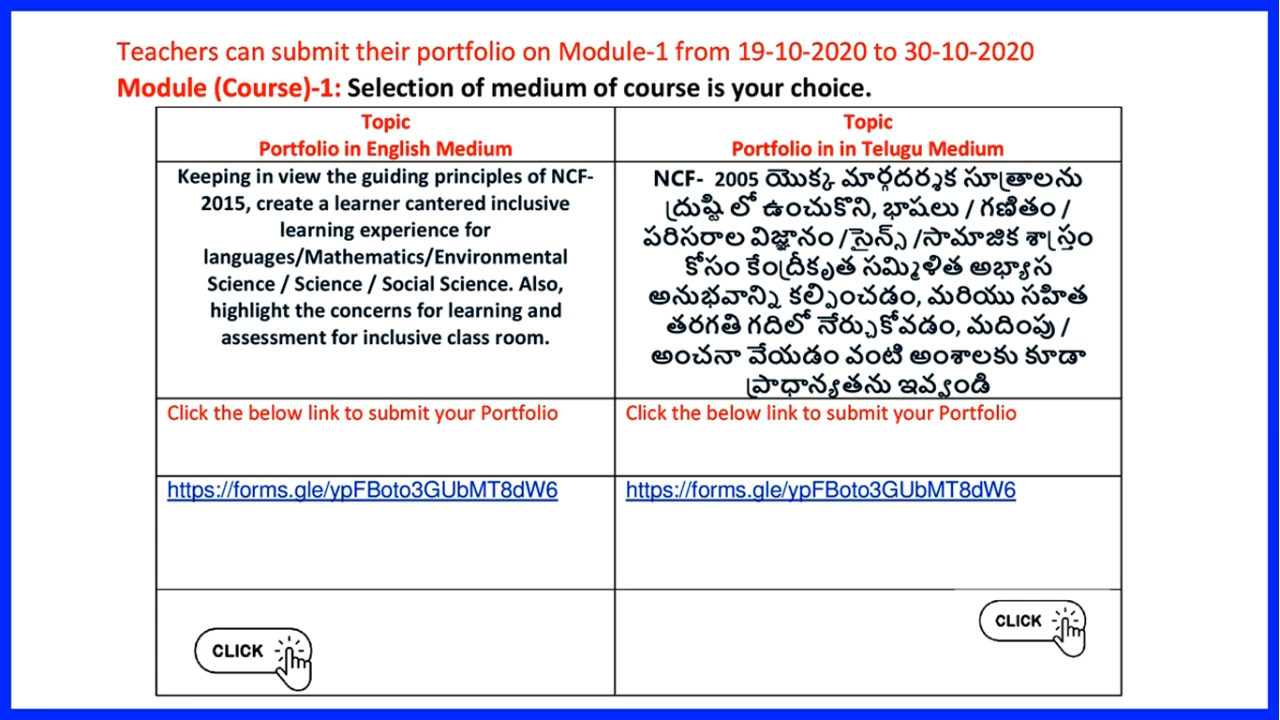 Teachers can submit their portfolio on Module-1 from 19-10-2020 to 30-10-2020
Module (Course)-1: Selection of medium of course is your choice.
Topic
Portfolio in English Medium
Keeping in view the guiding principles of NCF-
2015, create a learner cantered inclusive
learning experience for
languages/Mathematics/Environmental
Science / Science / Social Science. Also,
highlight the concerns for learning and
assessment for inclusive class room.
Topic
Portfolio in in Telugu Medium
NCF- 2005 యొక్క మార్గదర్శక సూత్రాలను
ద్రుష్టి లో ఉంచుకొని, భాషలు / గణితం /
పరిసరాల విజ్ఞానం /సైన్స్ /సామాజిక శాస్త్రం
కోసం కేంద్రీకృత సమ్మిళిత అభ్యాస
అనుభవాన్ని కల్పించడం, మరియు సహిత
తరగతి గదిలో నేర్చుకోవడం, మదింపు /
అంచనా వేయడం వంటి అంశాలకు కూడా
ప్రాధాన్యతను ఇవ్వండి
Click the below link to submit your Portfolio
Click the below link to submit your Portfolio
https://forms.gle/ypFBoto3GUbMT8dW6
https://forms.gle/ypFBoto3GUbMT8dW6
CLICK
CLICK